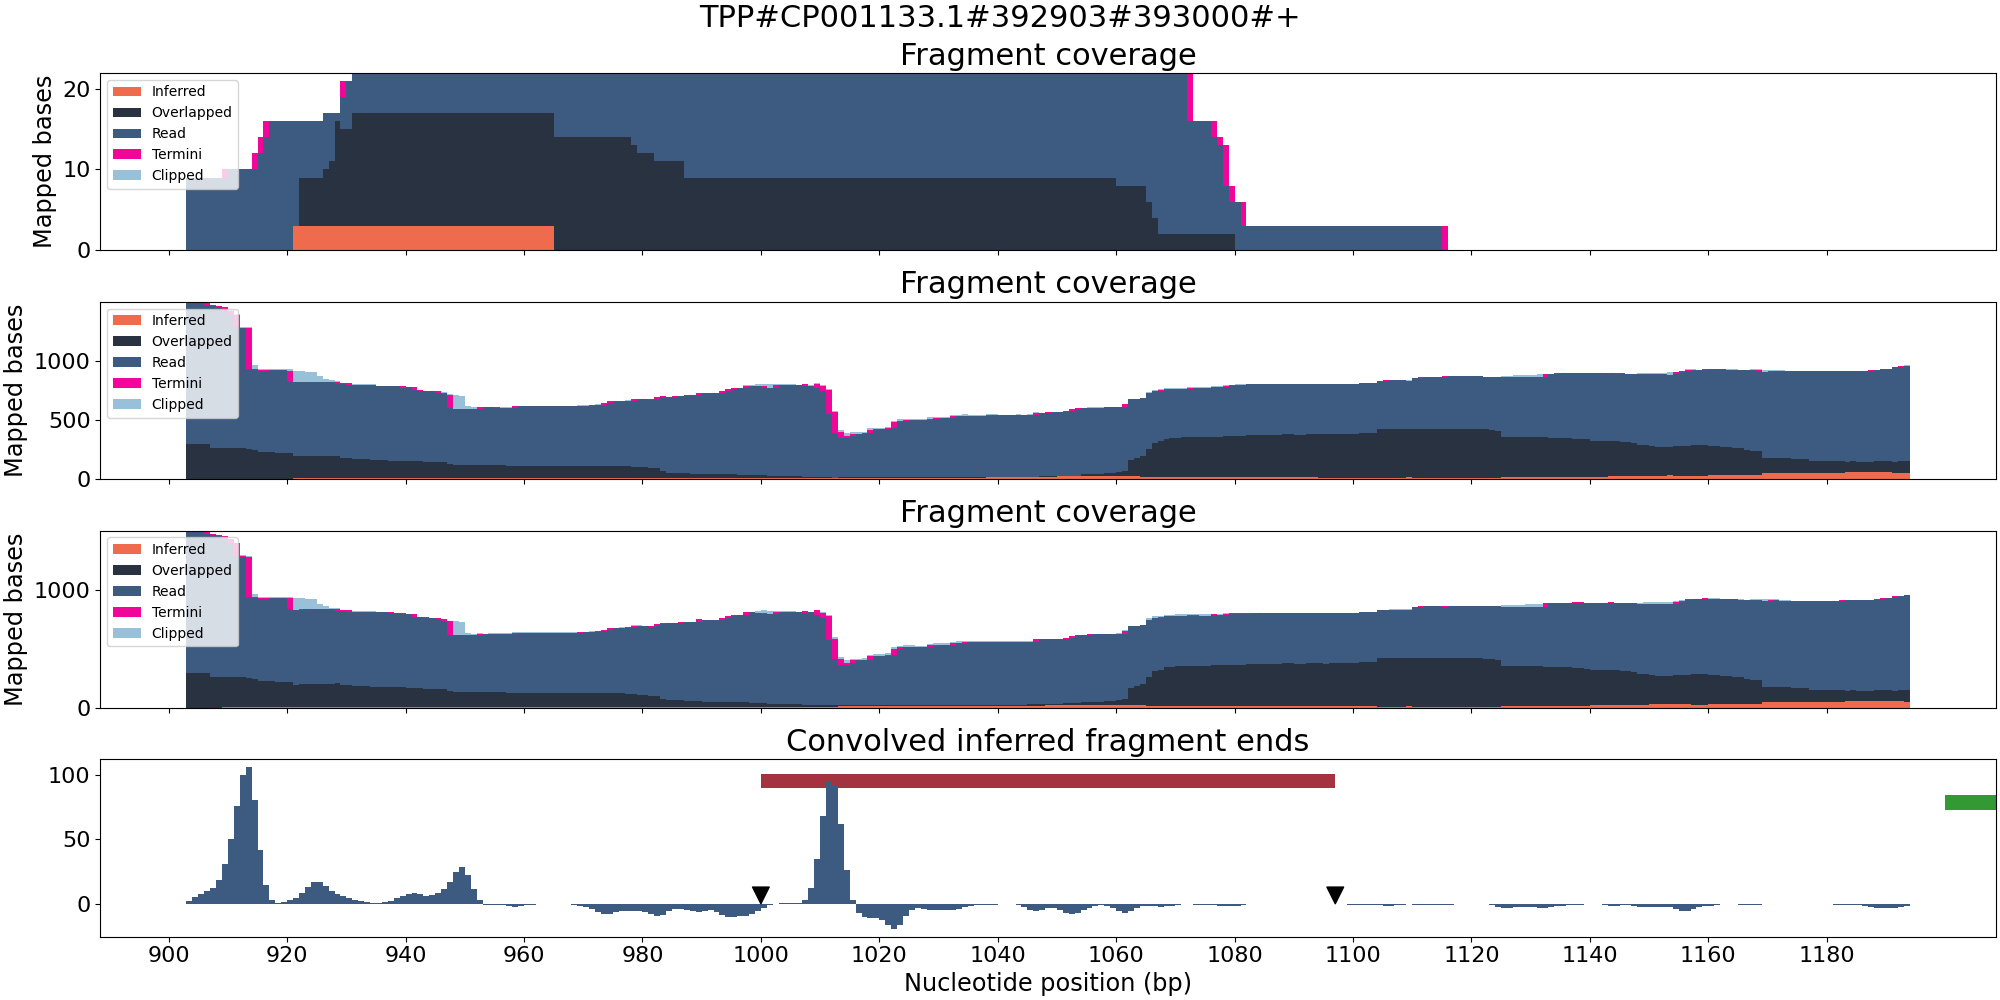 TPP#CP001133.1#392903#393000#+
Fragment coverage
Mapped bases
20
10
0
Inferred
Overlapped
Read
Termini
Clipped
Fragment coverage
Mapped bases
1000
500
0
Inferred
Overlapped
Read
Termini
Clipped
Fragment coverage
Mapped bases
1000
0
Inferred
Overlapped
Read
Termini
Clipped
Convolved inferred fragment ends
100
50
0
900 920 940 960 980 1000 1020 1040 1060 1080 1100 1120 1140 1160 1180
Nucleotide position (bp)